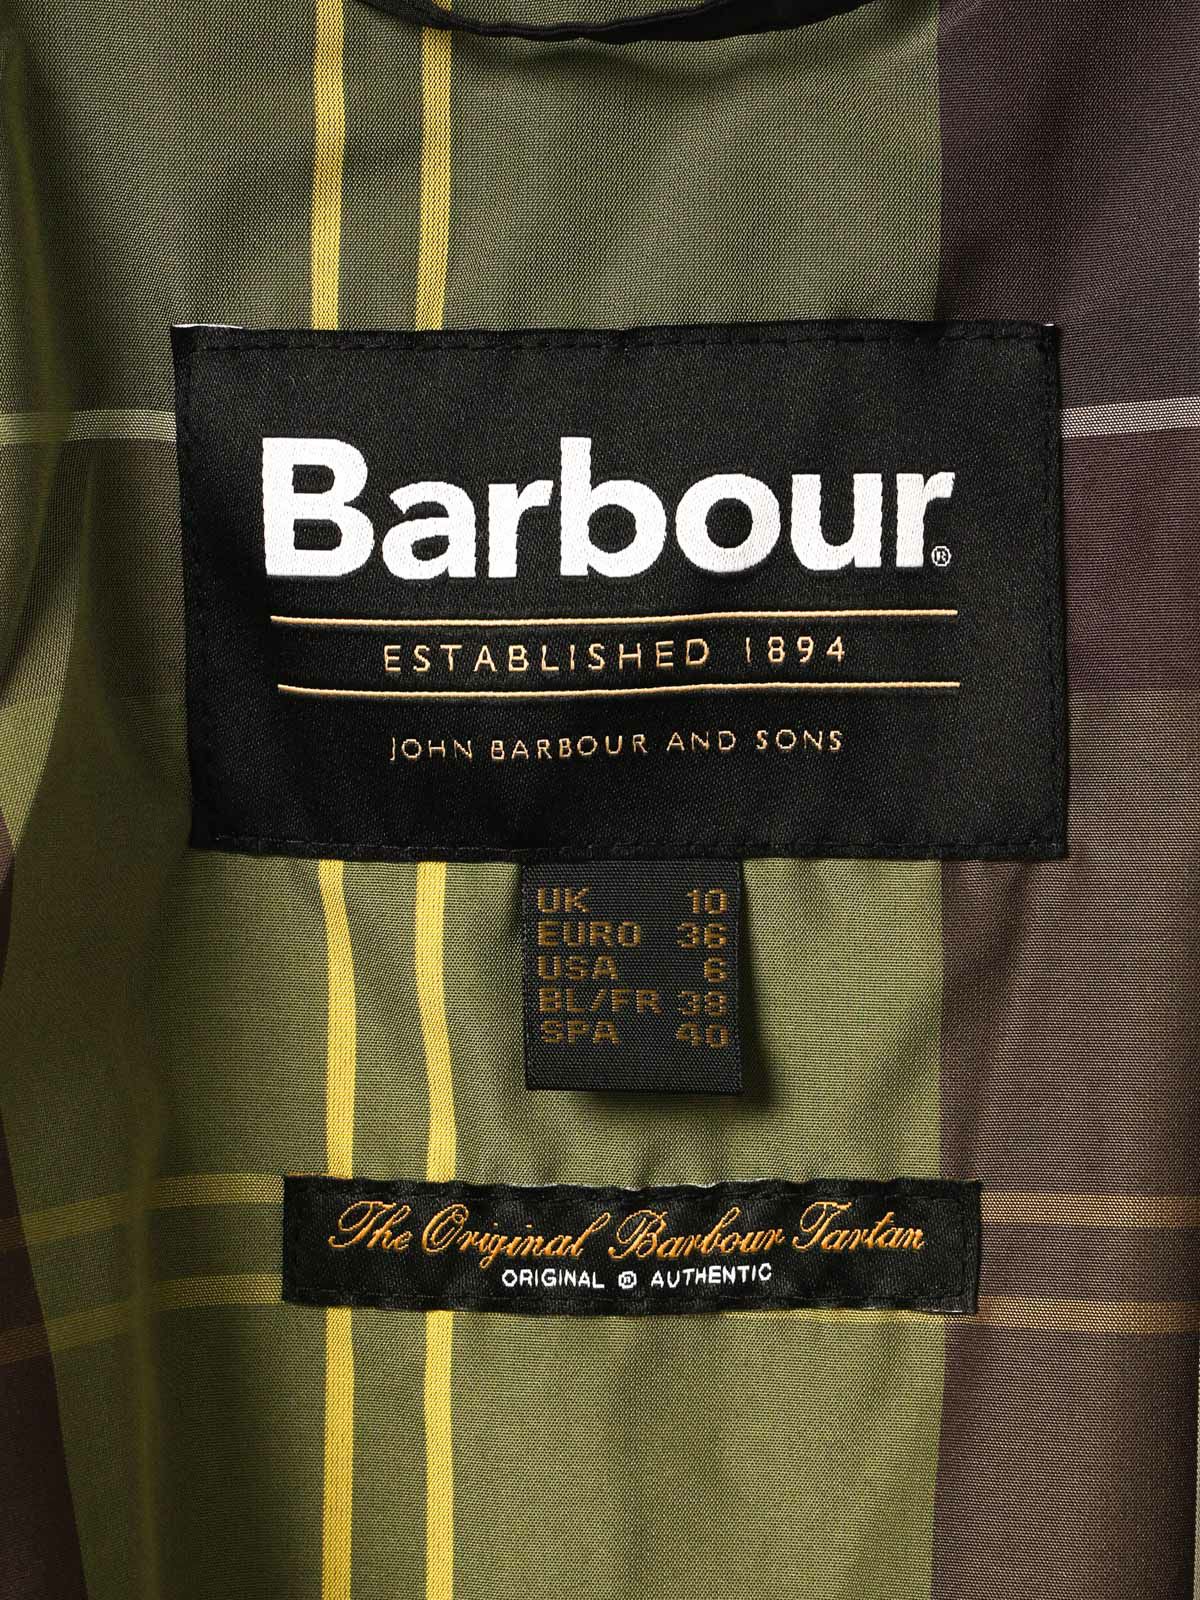 Barbour®
ESTABLISHED 1894
JOHN BARBOUR AND SONS
UK 10
EURO 36
USA 6
BL/FR 38
SPA 40
The Original Barbour Tartan
ORIGINAL ® AUTHENTIC